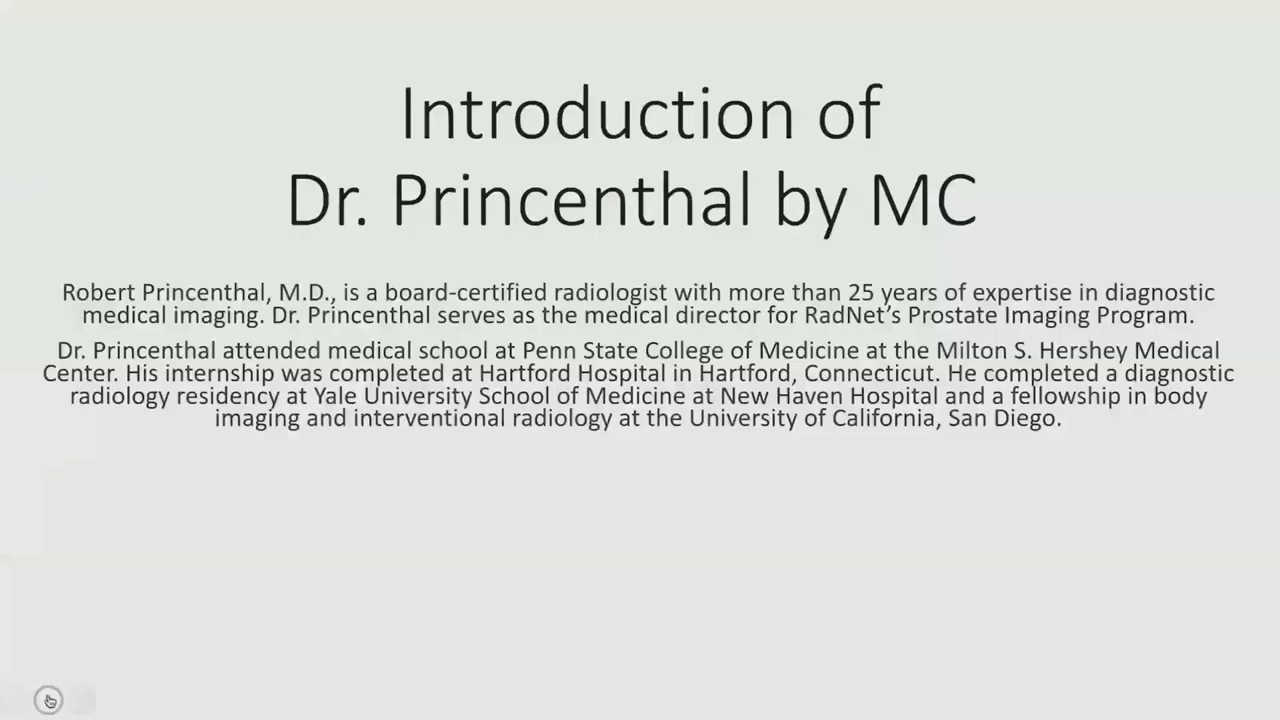 Introduction of
Dr. Princenthal by MC
Robert Princenthal, M.D., is a board-certified radiologist with more than 25 years of expertise in diagnostic
medical imaging. Dr. Princenthal serves as the medical director for RadNet’s Prostate Imaging Program.
Dr. Princenthal attended medical school at Penn State College of Medicine at the Milton S. Hershey Medical
Center. His internship was completed at Hartford Hospital in Hartford, Connecticut. He completed a diagnostic
radiology residency at Yale University School of Medicine at New Haven Hospital and a fellowship in body
imaging and interventional radiology at the University of California, San Diego.